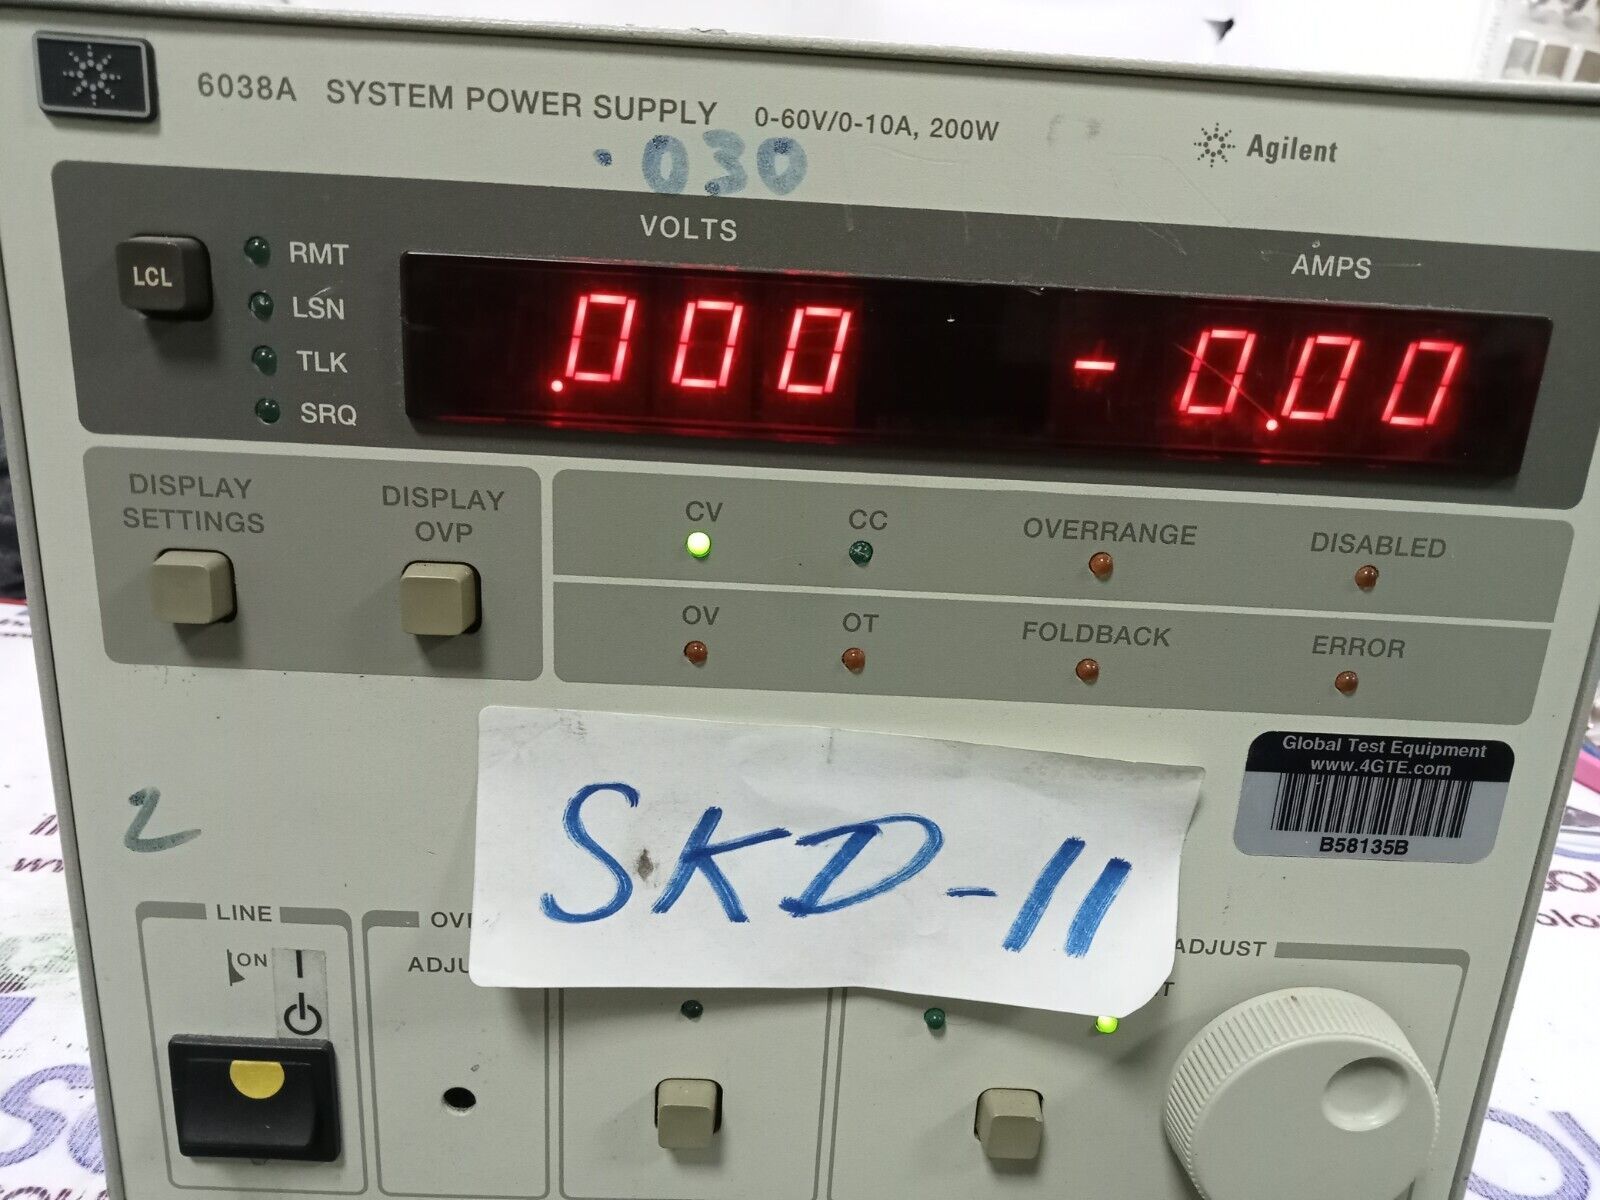 6038A SYSTEM POWER SUPPLY 0-60V/0-10A, 200W
Agilent
.030
VOLTS
AMPS
LCL
RMT
LSN
TLK
SRQ
.000 -0.00
DISPLAY
SETTINGS
DISPLAY
OVP
CV
CC
OVERRANGE
DISABLED
OV
OT
FOLDBACK
ERROR
Global Test Equipment
www.4GTE.com
B58135B
2
SKD-11
LINE
ON
ADJUST